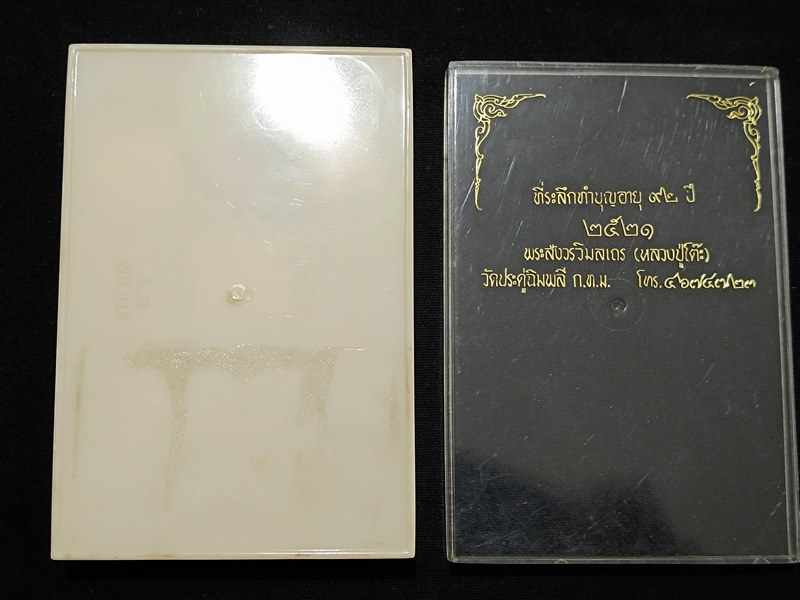 ที่ระลึกทำบุญอายุ ๙๒ ปี
๒๕๒๑
พระสังวรวิมลเถร (หลวงปู่โต๊ะ)
วัดประดู่ฉิมพลี ก.ท.ม. โทร.๔๖๗๔๗๒๓